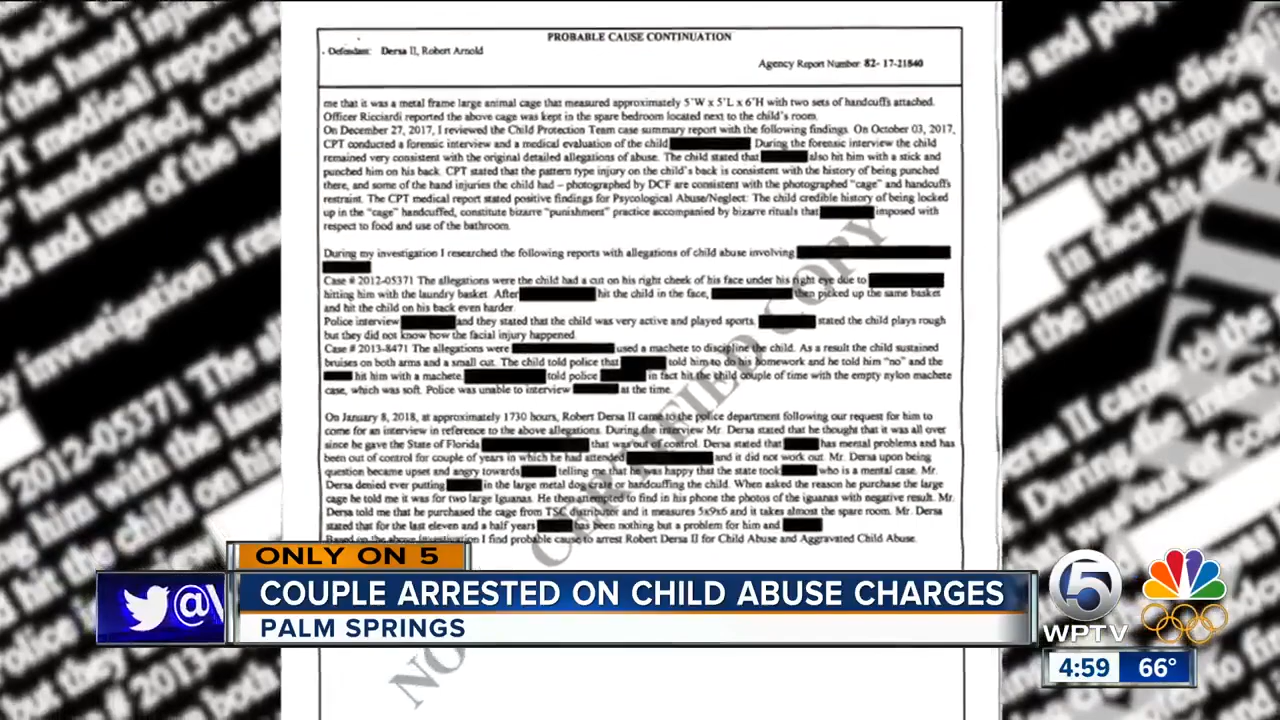 PROBABLE CAUSE CONTINUATION
Defendant: Dersa II, Robert Arnold
Agency Report Number: 82- 17-21840
me that it was a metal frame large animal cage that measured approximately 5'W x 5'L x 6'H with two sets of handcuffs attached.
Officer Ricciardi reported the above cage was kept in the spare bedroom located next to the child's room.
On December 27, 2017, I reviewed the Child Protection Team case summary report with the following findings. On October 03, 2017,
CPT conducted a forensic interview and a medical evaluation of the child During the forensic interview the child
remained very consistent with the original detailed allegations of abuse. The child stated that also hit him with a stick and
punched him on his back. CPT stated that the pattern type injury on the child's back is consistent with the history of being punched
there, and some of the hand injuries the child had – photographed by DCF are consistent with the photographed "cage" and handcuffs
restraint. The CPT medical report stated positive findings for Psycological Abuse/Neglect: The child credible history of being locked
up in the "cage" handcuffed, constitute bizarre "punishment" practice accompanied by bizarre rituals that imposed with
respect to food and use of the bathroom.
During my investigation I researched the following reports with allegations of child abuse involving
Case # 2012-05371 The allegations were the child had a cut on his right cheek of his face under his right eye due to
hitting him with the laundry basket. After hit the child in the face, then picked up the same basket
and hit the child on his back even harder.
Police interview and they stated that the child was very active and played sports. stated the child plays rough
but they did not know how the facial injury happened.
Case # 2013-8471 The allegations were used a machete to discipline the child. As a result the child sustained
bruises on both arms and a small cut. The child told police that told him to do his homework and he told him "no" and the
hit him with a machete. told police in fact hit the child couple of time with the empty nylon machete
case, which was soft. Police was unable to interview at the time.
On January 8, 2018, at approximately 1730 hours, Robert Dersa II came to the police department following our request for him to
come for an interview in reference to the above allegations. During the interview Mr. Dersa stated that he thought that it was all over
since he gave the State of Florida that was out of control. Dersa stated that has mental problems and has
been out of control for couple of years in which he had attended and it did not work out. Mr. Dersa upon being
question became upset and angry towards telling me that he was happy that the state took who is a mental case. Mr.
Dersa denied ever putting in the large metal dog crate or handcuffing the child. When asked the reason he purchase the large
cage he told me it was for two large Iguanas. He then attempted to find in his phone the photos of the iguanas with negative result. Mr.
Dersa told me that he purchased the cage from TSC distributor and it measures 5x9x6 and it takes almost the spare room. Mr. Dersa
stated that for the last eleven and a half years has been nothing but a problem for him and
Based on the above investigation I find probable cause to arrest Robert Dersa II for Child Abuse and Aggravated Child Abuse.
ONLY ON 5
COUPLE ARRESTED ON CHILD ABUSE CHARGES
PALM SPRINGS
5
WPTV
4:59 66°